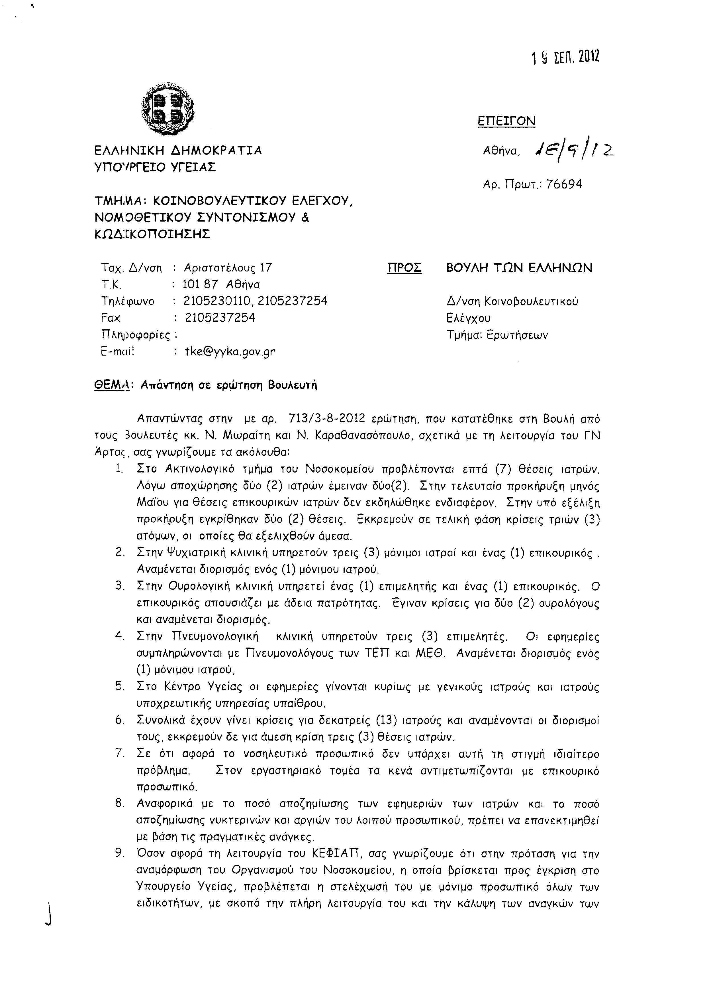 19 ΣΕΠ. 2012
ΕΠΕΙΓΟΝ
ΕΛΛΗΝΙΚΗ ΔΗΜΟΚΡΑΤΙΑ
ΥΠΟΥΡΓΕΙΟ ΥΓΕΙΑΣ
Αθήνα, 18/9/12
Αρ. Πρωτ.: 76694
ΤΜΗΜΑ: ΚΟΙΝΟΒΟΥΛΕΥΤΙΚΟΥ ΕΛΕΓΧΟΥ,
ΝΟΜΟΘΕΤΙΚΟΥ ΣΥΝΤΟΝΙΣΜΟΥ &
ΚΩΔΙΚΟΠΟΙΗΣΗΣ
Ταχ. Δ/νση : Αριστοτέλους 17
Τ.Κ. : 101 87 Αθήνα
Τηλέφωνο : 2105230110, 2105237254
Fax : 2105237254
Πληροφορίες :
E-mail : tke@yyka.gov.gr
ΠΡΟΣ ΒΟΥΛΗ ΤΩΝ ΕΛΛΗΝΩΝ
Δ/νση Κοινοβουλευτικού
Ελέγχου
Τμήμα: Ερωτήσεων
ΘΕΜΑ: Απάντηση σε ερώτηση Βουλευτή
Απαντώντας στην με αρ. 713/3-8-2012 ερώτηση, που κατατέθηκε στη Βουλή από
τους Βουλευτές κκ. Ν. Μωραίτη και Ν. Καραθανασόπουλο, σχετικά με τη λειτουργία του ΓΝ
Άρτας, σας γνωρίζουμε τα ακόλουθα:
1. Στο Ακτινολογικό τμήμα του Νοσοκομείου προβλέπονται επτά (7) θέσεις ιατρών.
Λόγω αποχώρησης δύο (2) ιατρών έμειναν δύο(2). Στην τελευταία προκήρυξη μηνός
Μαΐου για θέσεις επικουρικών ιατρών δεν εκδηλώθηκε ενδιαφέρον. Στην υπό εξέλιξη
προκήρυξη εγκρίθηκαν δύο (2) θέσεις. Εκκρεμούν σε τελική φάση κρίσεις τριών (3)
ατόμων, οι οποίες θα εξελιχθούν άμεσα.
2. Στην Ψυχιατρική κλινική υπηρετούν τρεις (3) μόνιμοι ιατροί και ένας (1) επικουρικός .
Αναμένεται διορισμός ενός (1) μόνιμου ιατρού.
3. Στην Ουρολογική κλινική υπηρετεί ένας (1) επιμελητής και ένας (1) επικουρικός. Ο
επικουρικός απουσιάζει με άδεια πατρότητας. Έγιναν κρίσεις για δύο (2) ουρολόγους
και αναμένεται διορισμός.
4. Στην Πνευμονολογική κλινική υπηρετούν τρεις (3) επιμελητές. Οι εφημερίες
συμπληρώνονται με Πνευμονολόγους των ΤΕΠ και ΜΕΘ. Αναμένεται διορισμός ενός
(1) μόνιμου ιατρού,
5. Στο Κέντρο Υγείας οι εφημερίες γίνονται κυρίως με γενικούς ιατρούς και ιατρούς
υποχρεωτικής υπηρεσίας υπαίθρου.
6. Συνολικά έχουν γίνει κρίσεις για δεκατρείς (13) ιατρούς και αναμένονται οι διορισμοί
τους, εκκρεμούν δε για άμεση κρίση τρεις (3) θέσεις ιατρών.
7. Σε ότι αφορά το νοσηλευτικό προσωπικό δεν υπάρχει αυτή τη στιγμή ιδιαίτερο
πρόβλημα. Στον εργαστηριακό τομέα τα κενά αντιμετωπίζονται με επικουρικό
προσωπικό.
8. Αναφορικά με το ποσό αποζημίωσης των εφημεριών των ιατρών και το ποσό
αποζημίωσης νυκτερινών και αργιών του λοιπού προσωπικού, πρέπει να επανεκτιμηθεί
με βάση τις πραγματικές ανάγκες.
9. Όσον αφορά τη λειτουργία του ΚΕΦΙΑΠ, σας γνωρίζουμε ότι στην πρόταση για την
αναμόρφωση του Οργανισμού του Νοσοκομείου, η οποία βρίσκεται προς έγκριση στο
Υπουργείο Υγείας, προβλέπεται η στελέχωσή του με μόνιμο προσωπικό όλων των
ειδικοτήτων, με σκοπό την πλήρη λειτουργία του και την κάλυψη των αναγκών των